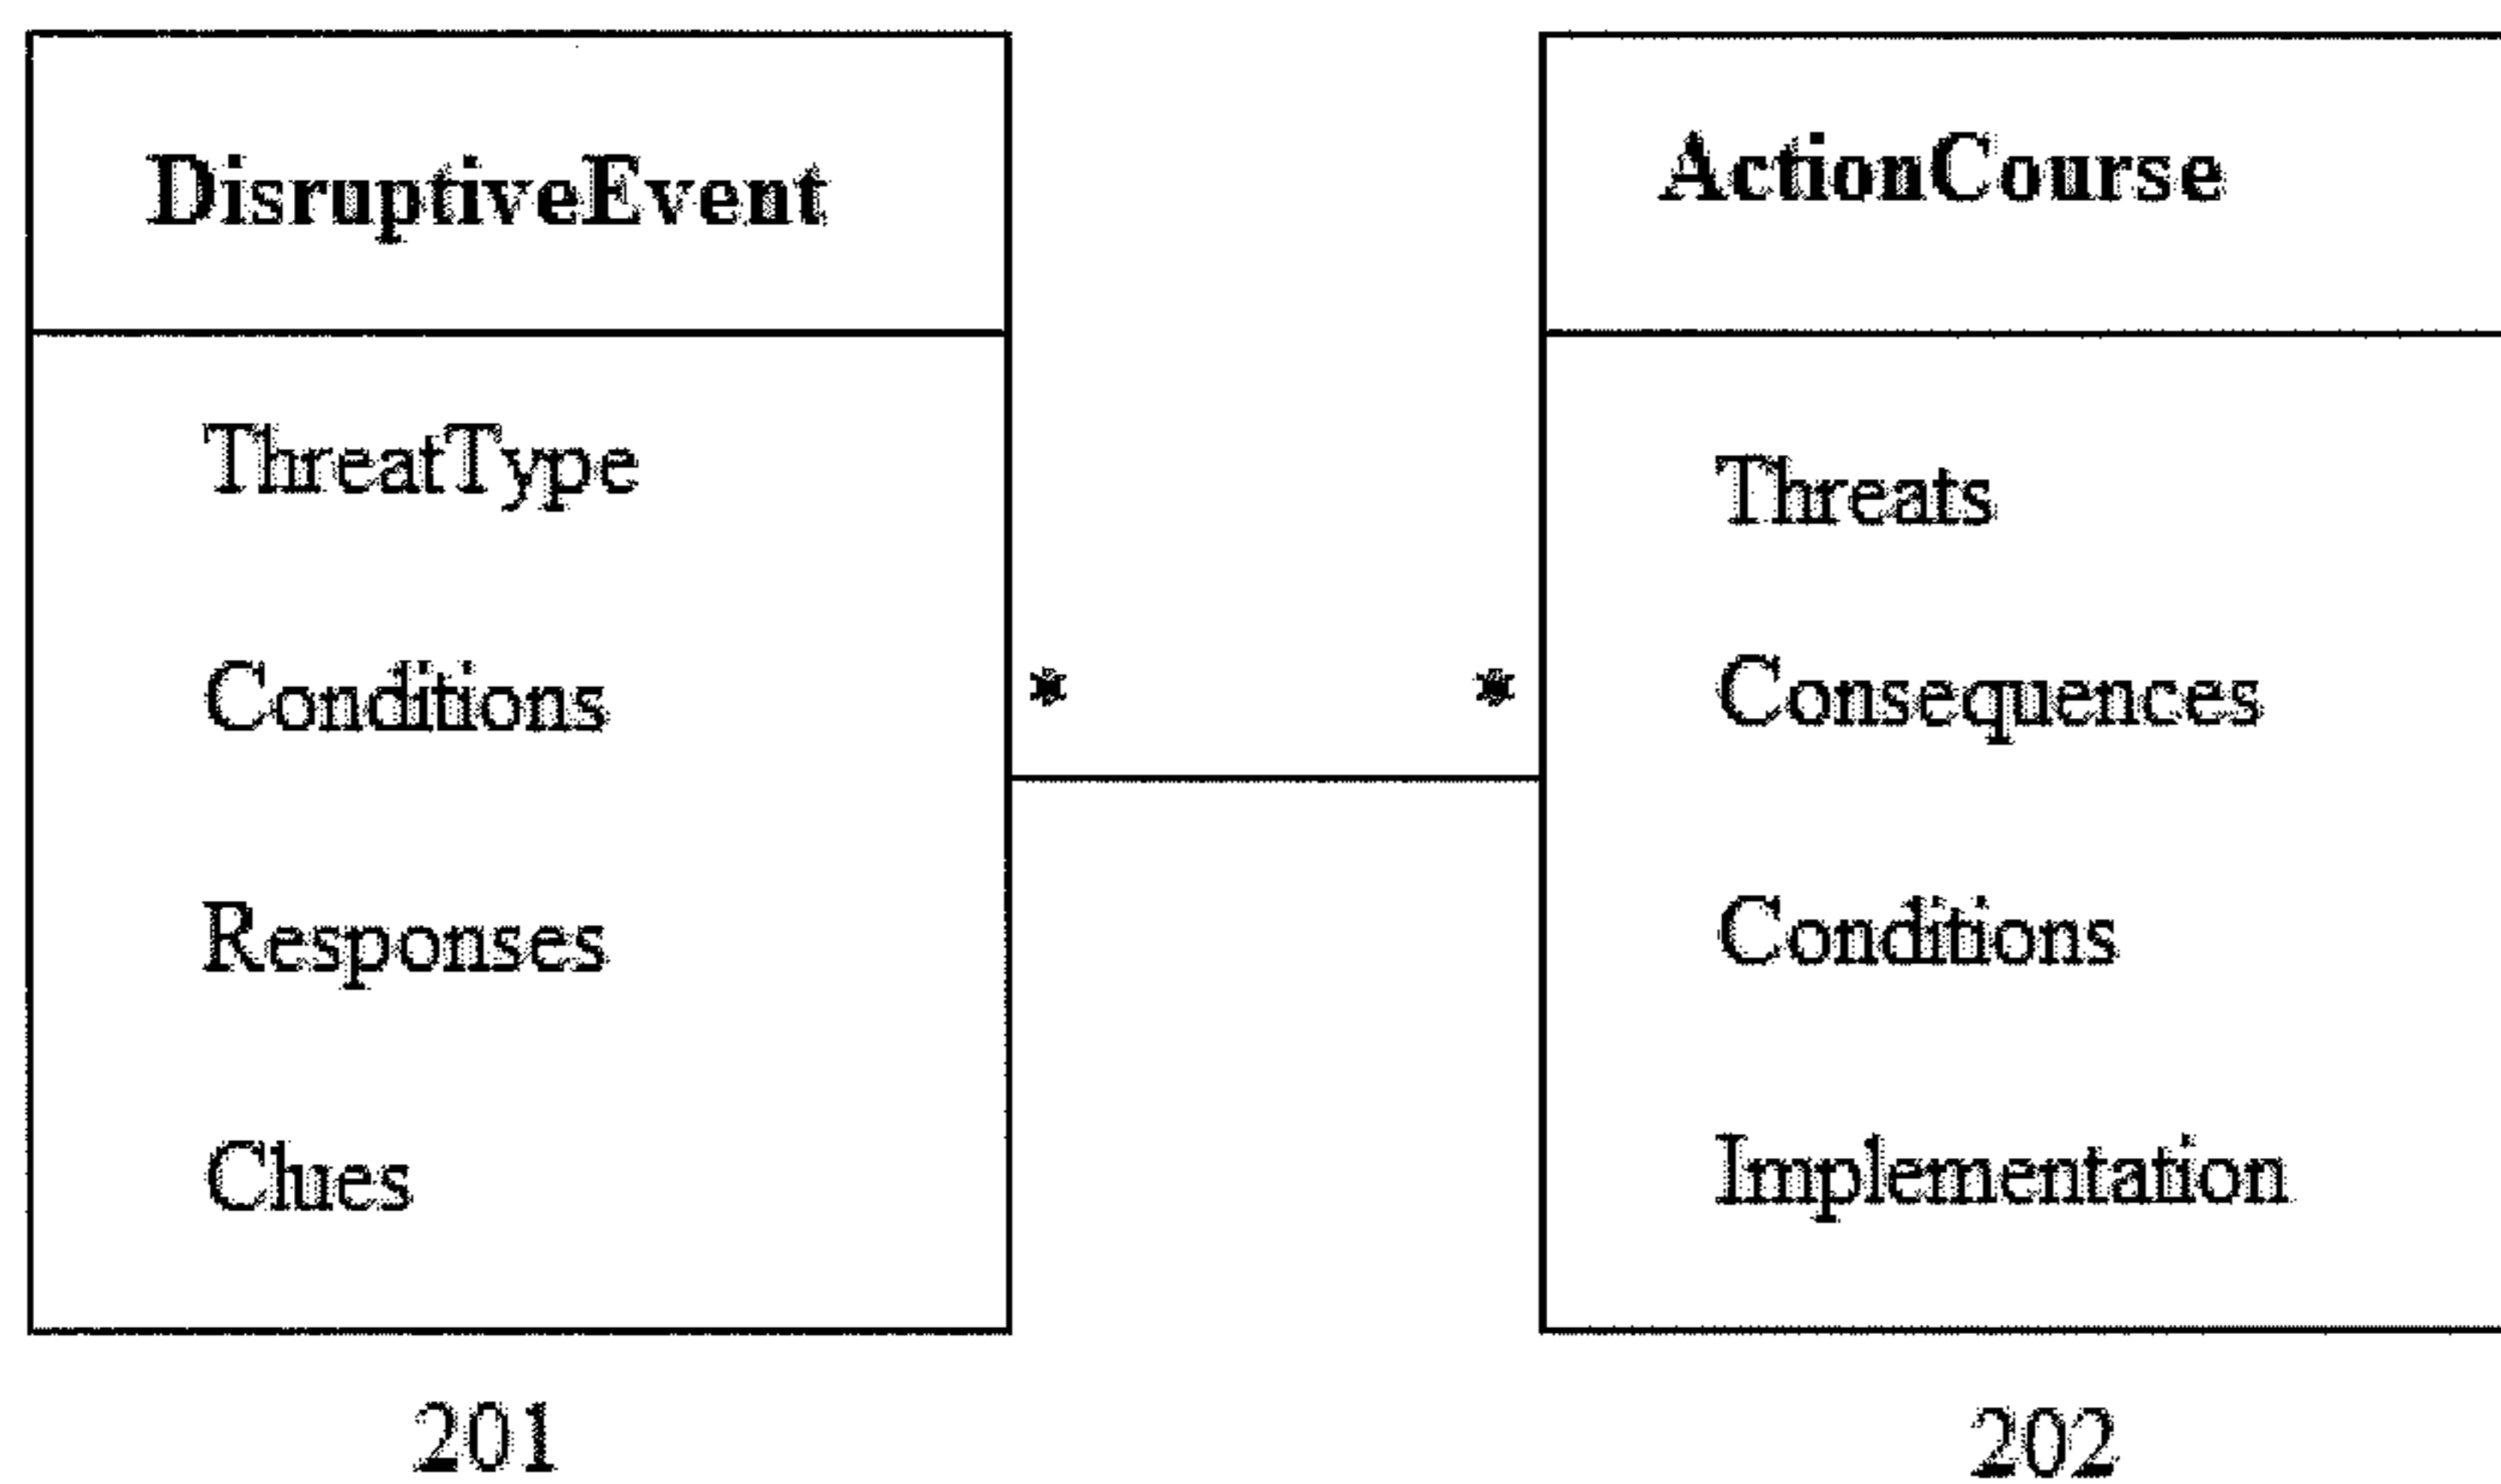 DisruptiveEvent
ThreatType
Conditions
Responses
Clues
201
*
*
ActionCourse
Threats
Consequences
Conditions
Implementation
202